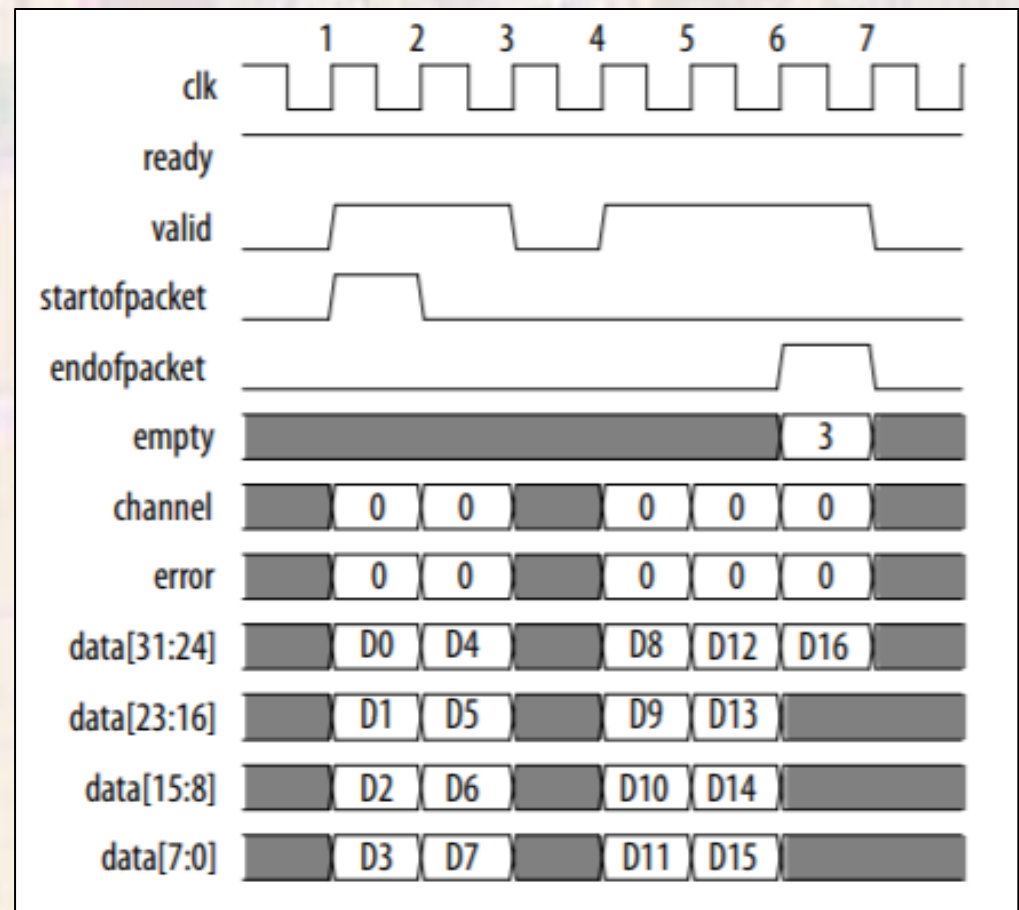 1 2 3 4 5 6 7
clk
ready
valid
startofpacket
endofpacket
empty 3
channel 0 0 0 0 0
error 0 0 0 0 0
data[31:24] D0 D4 D8 D12 D16
data[23:16] D1 D5 D9 D13
data[15:8] D2 D6 D10 D14
data[7:0] D3 D7 D11 D15